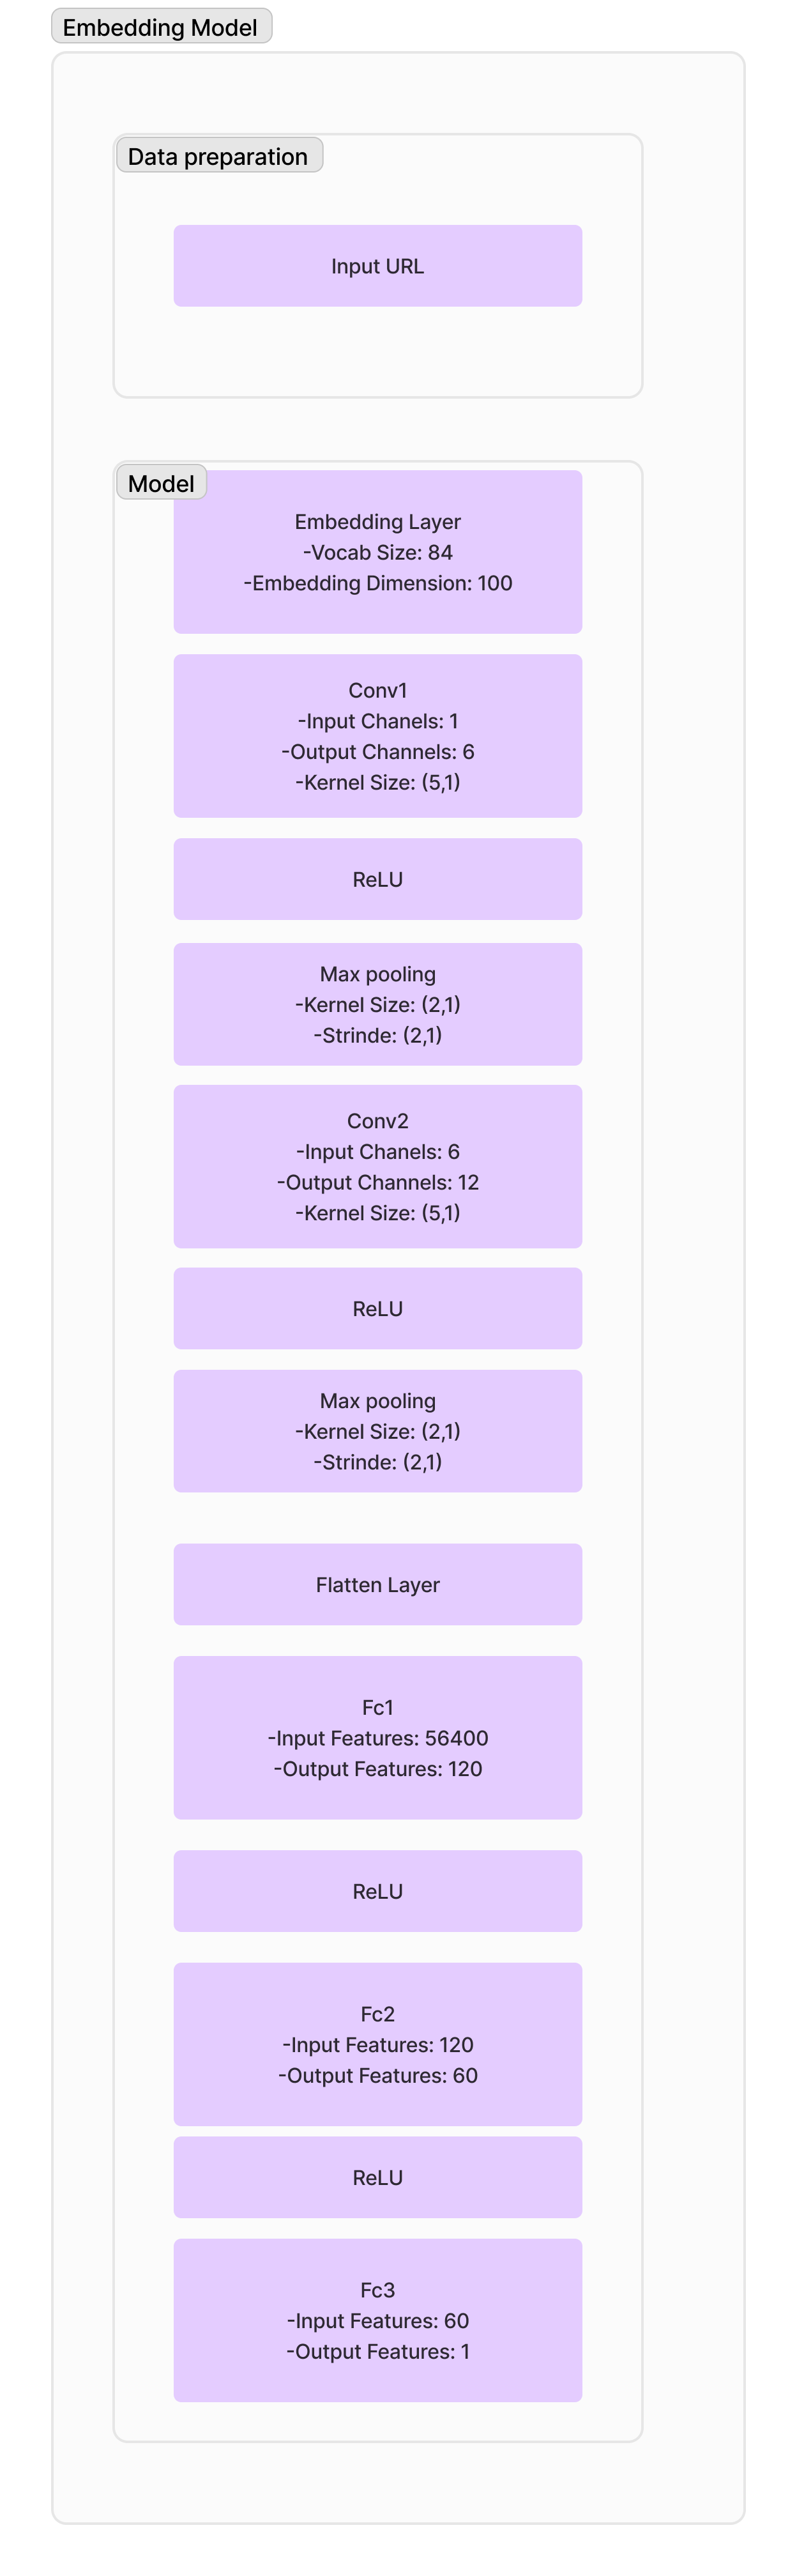 Embedding Model
Data preparation
Input URL
Model
Embedding Layer
-Vocab Size: 84
-Embedding Dimension: 100
Conv1
-Input Chanels: 1
-Output Channels: 6
-Kernel Size: (5,1)
ReLU
Max pooling
-Kernel Size: (2,1)
-Strinde: (2,1)
Conv2
-Input Chanels: 6
-Output Channels: 12
-Kernel Size: (5,1)
ReLU
Max pooling
-Kernel Size: (2,1)
-Strinde: (2,1)
Flatten Layer
Fc1
-Input Features: 56400
-Output Features: 120
ReLU
Fc2
-Input Features: 120
-Output Features: 60
ReLU
Fc3
-Input Features: 60
-Output Features: 1